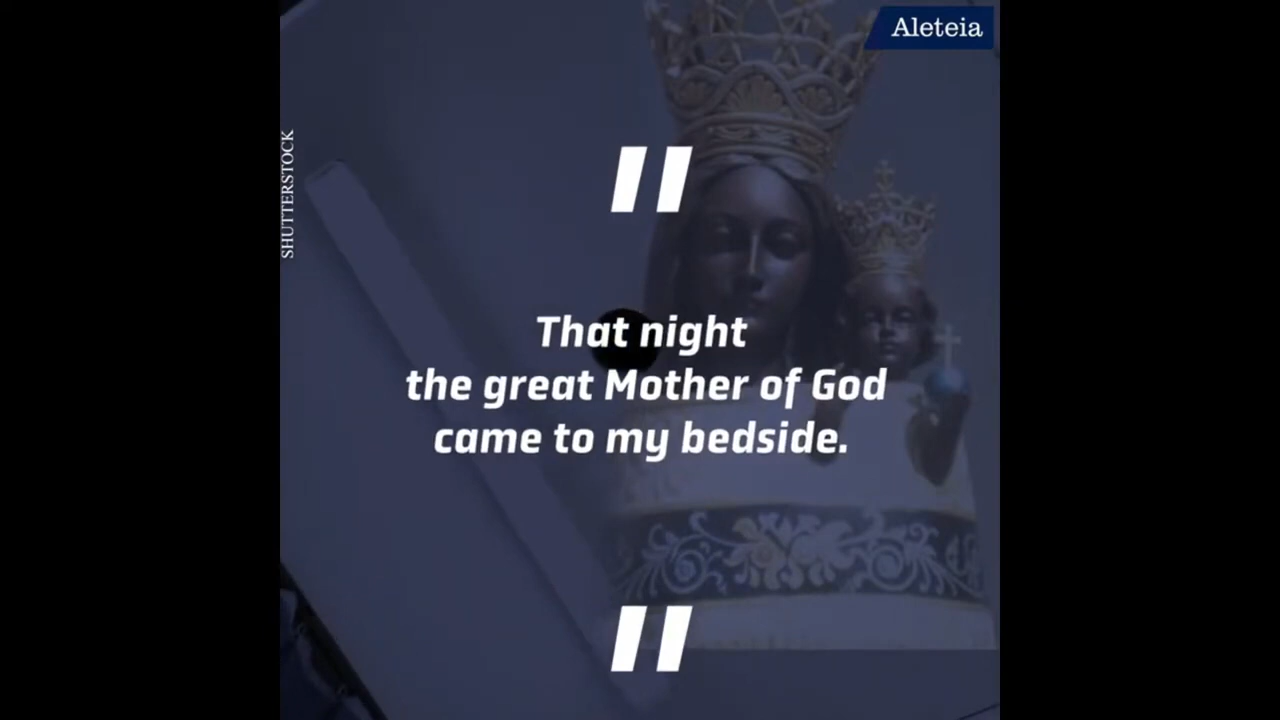 Aleteia
SHUTTERSTOCK
"
That night
the great Mother of God
came to my bedside.
"